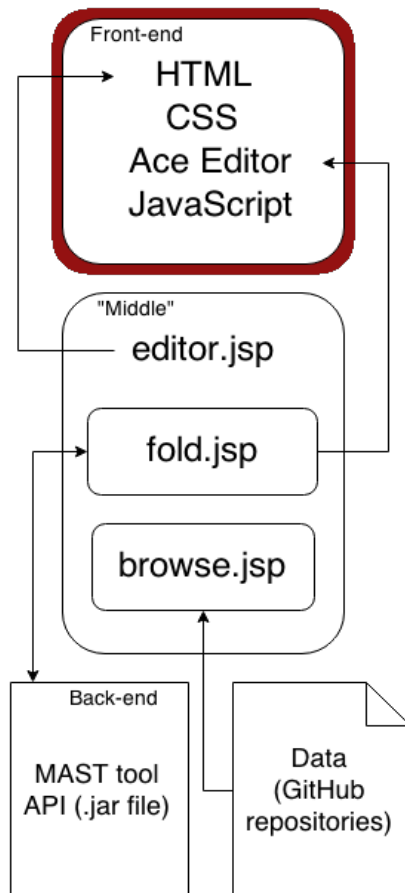 Front-end
HTML
CSS
Ace Editor
JavaScript
"Middle"
editor.jsp
fold.jsp
browse.jsp
Back-end
MAST tool
API (.jar file)
Data
(GitHub
repositories)